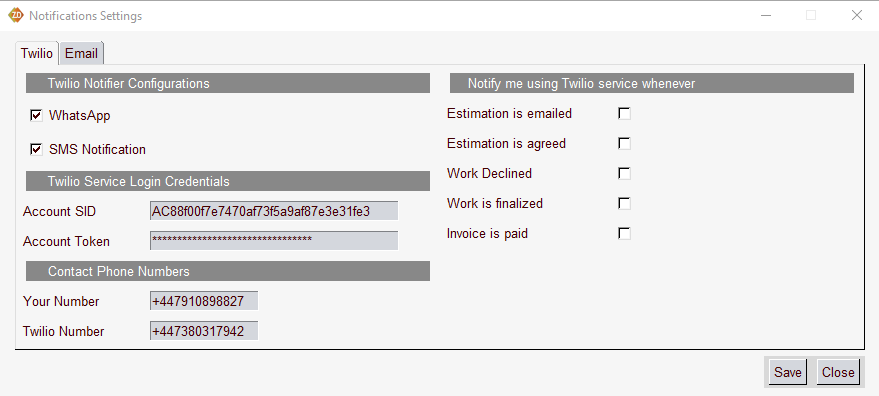 ZD
Notifications Settings
Twilio
Email
Twilio Notifier Configurations
WhatsApp
SMS Notification
Twilio Service Login Credentials
Account SID
AC88f00f7e7470af73f5a9af87e3e31fe3
Account Token
********************************
Contact Phone Numbers
Your Number
+447910898827
Twilio Number
+447380317942
Notify me using Twilio service whenever
Estimation is emailed
Estimation is agreed
Work Declined
Work is finalized
Invoice is paid
Save
Close